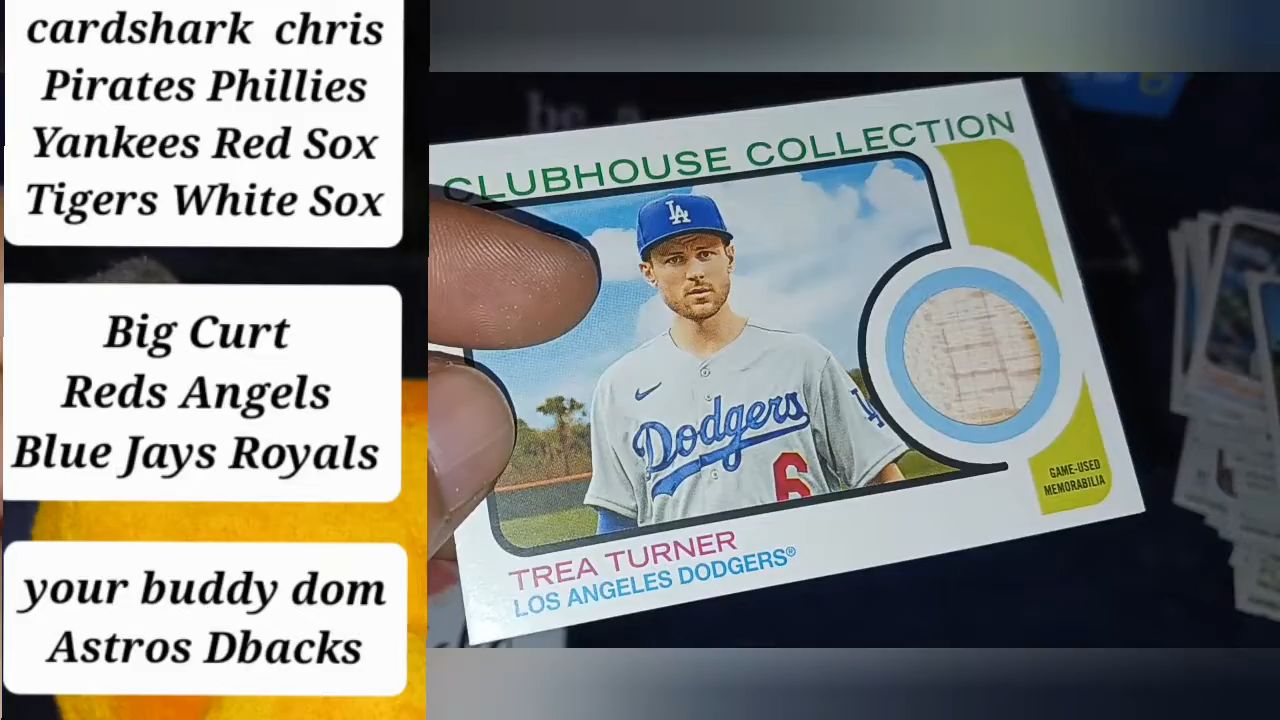 cardshark chris
Pirates Phillies
Yankees Red Sox
Tigers White Sox
Big Curt
Reds Angels
Blue Jays Royals
your buddy dom
Astros Dbacks
CLUBHOUSE COLLECTION
LA
Dodgers
LA
6
GAME-USED
MEMORABILIA
TREA TURNER
LOS ANGELES DODGERS®